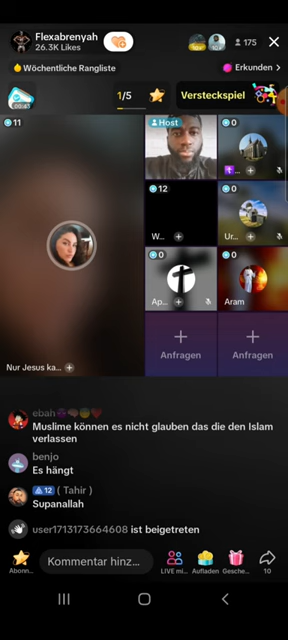 Flexabrenyah
26.3K Likes
175
Wöchentliche Rangliste
Erkunden >
00:41
1/5
Versteckspiel
11
Host
0
12
0
W...
Ur...
0
0
Ap...
Aram
Nur Jesus ka...
Anfragen
Anfragen
ebah
Muslime können es nicht glauben das die den Islam
verlassen
benjo
Es hängt
12 ( Tahir )
Supanallah
user1713173664608 ist beigetreten
Kommentar hinz...
Abonn...
LIVE mi...
Aufladen
Gesche...
10